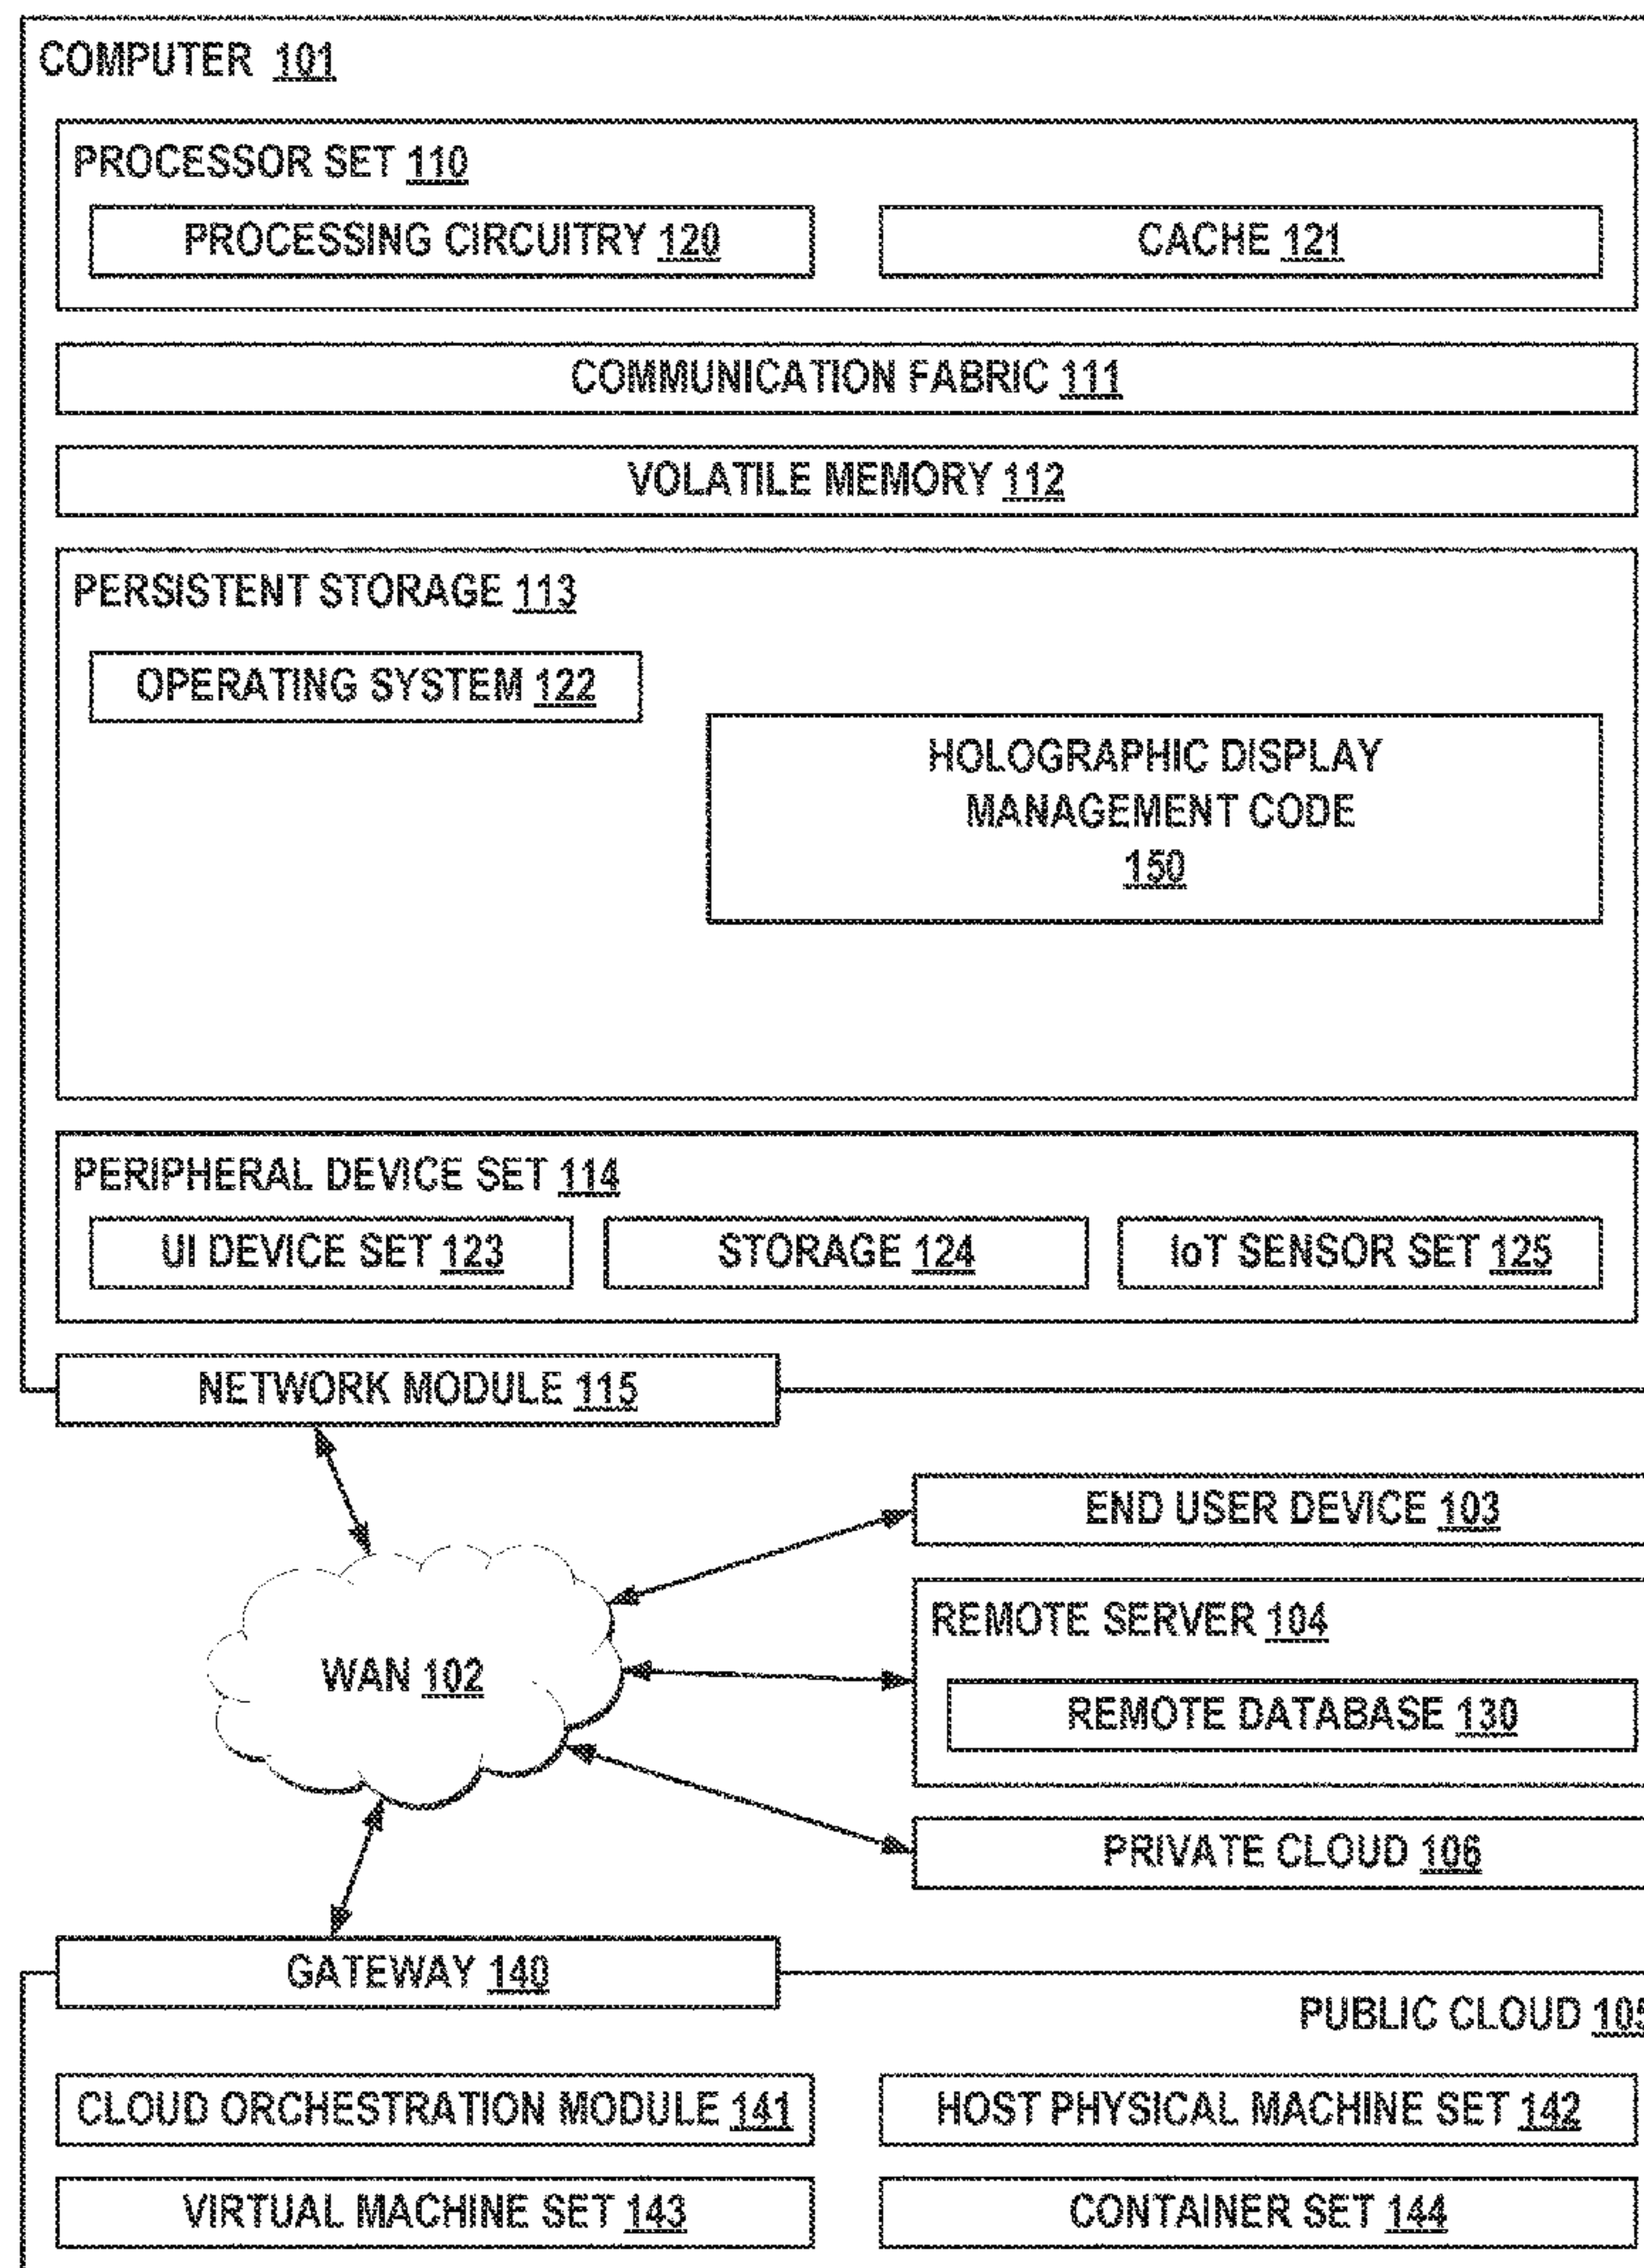 COMPUTER 101
PROCESSOR SET 110
PROCESSING CIRCUITRY 120
CACHE 121
COMMUNICATION FABRIC 111
VOLATILE MEMORY 112
PERSISTENT STORAGE 113
OPERATING SYSTEM 122
HOLOGRAPHIC DISPLAY
MANAGEMENT CODE
150
PERIPHERAL DEVICE SET 114
UI DEVICE SET 123
STORAGE 124
IoT SENSOR SET 125
NETWORK MODULE 115
END USER DEVICE 103
REMOTE SERVER 104
WAN 102
REMOTE DATABASE 130
PRIVATE CLOUD 106
GATEWAY 140
PUBLIC CLOUD 105
CLOUD ORCHESTRATION MODULE 141
HOST PHYSICAL MACHINE SET 142
VIRTUAL MACHINE SET 143
CONTAINER SET 144